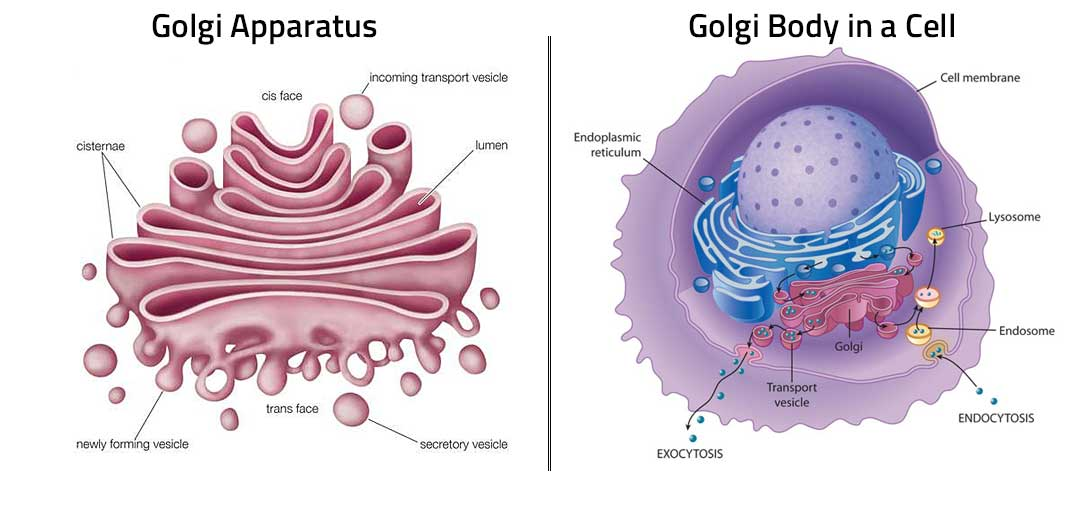 Golgi Apparatus
incoming transport vesicle
cis face
cisternae
lumen
trans face
newly forming vesicle
secretory vesicle
Golgi Body in a Cell
Cell membrane
Endoplasmic
reticulum
Lysosome
Endosome
Golgi
Transport
vesicle
ENDOCYTOSIS
EXOCYTOSIS